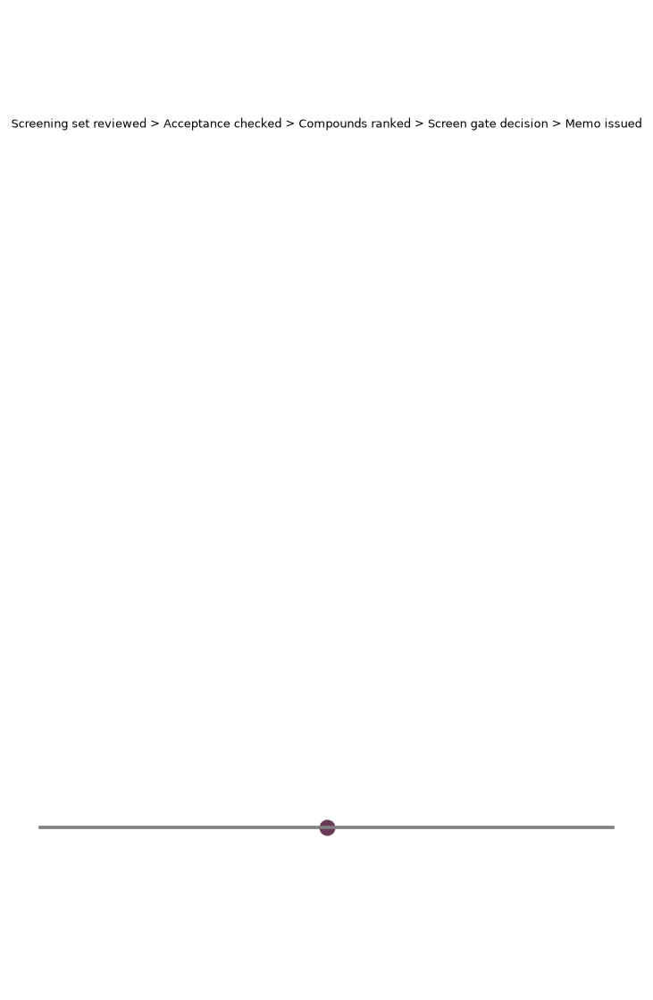 Screening set reviewed > Acceptance checked > Compounds ranked > Screen gate decision > Memo issued